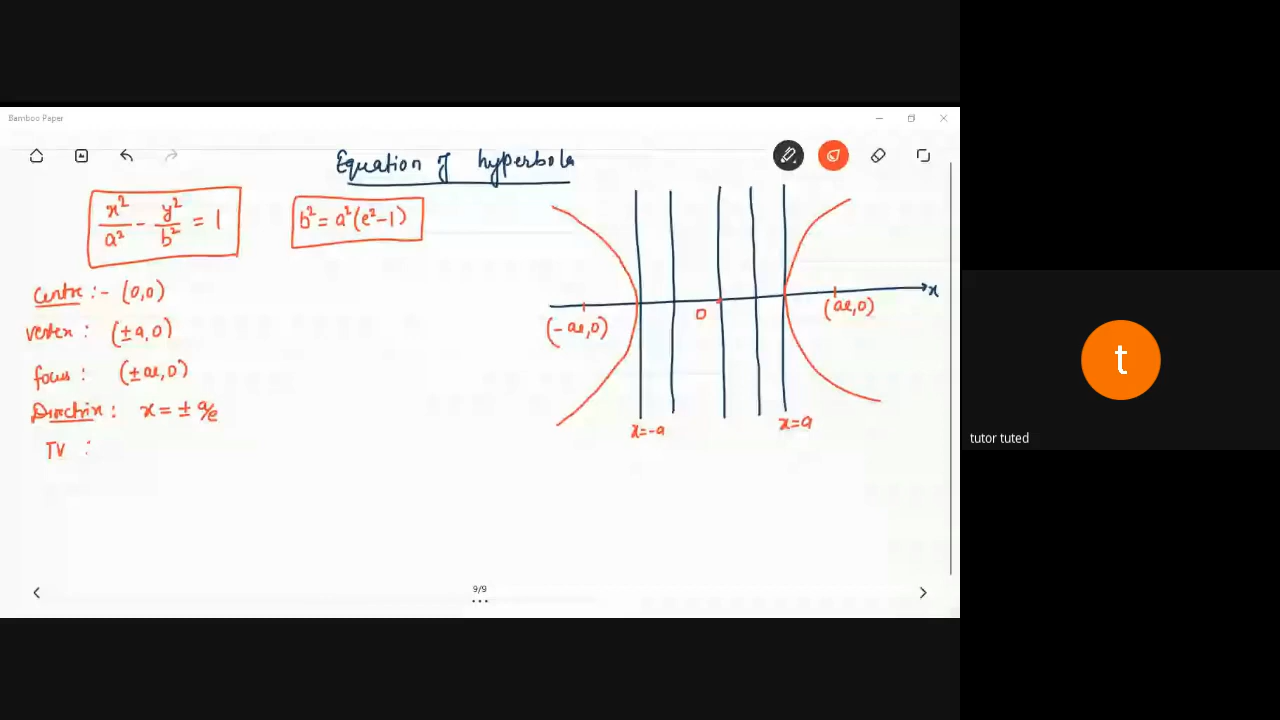 Bamboo Paper
Equation of hyperbola
x²/a² - y²/b² = 1
b² = a²(e²-1)
Centre :- (0,0)
vertex : (±a, 0)
focus : (±ae, 0)
Directrix : x = ± a/e
TV :
x
(-ae,0)
0
(ae,0)
x=-a
x=a
9/9
t
tutor tuted